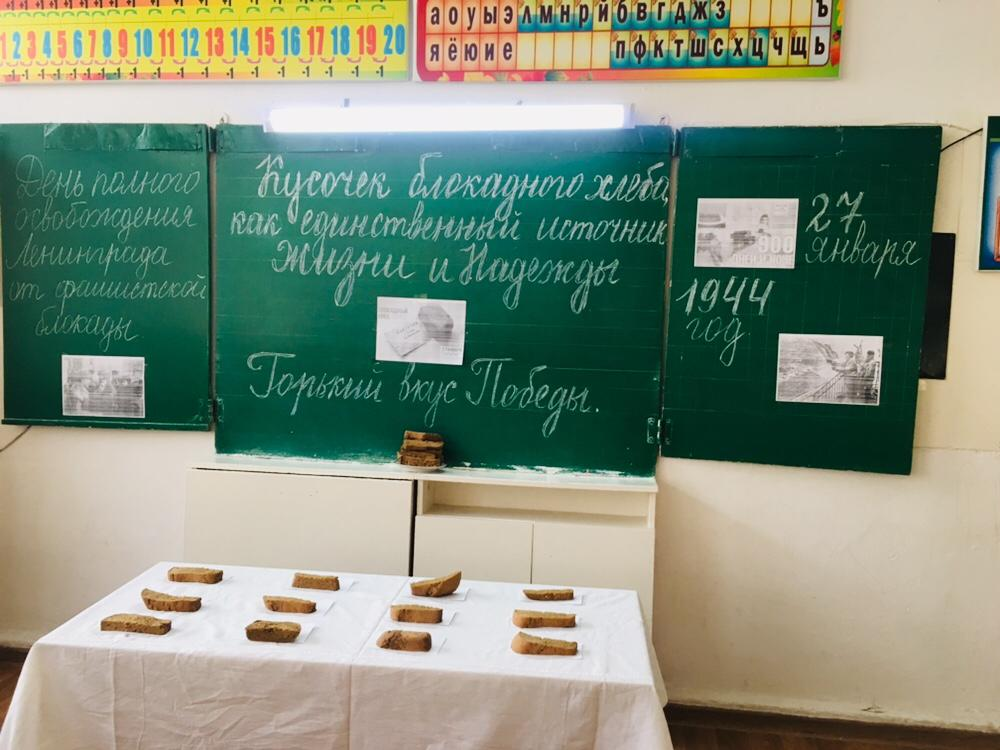 1 2 3 4 5 6 7 8 9 10 11 12 13 14 15 16 17 18 19 20
а о у ы э л м н р й б в г д ж з ъ
я ё ю и е п ф к т ш с х ц ч щ ь
День полного
освобождения
Ленинграда
от фашистской
блокады.
Кусочек блокадного хлеба,
как единственный источник
Жизни и Надежды
Горький вкус Победы.
900
ДНЕЙ И НОЧЕЙ
27
января
1944
год